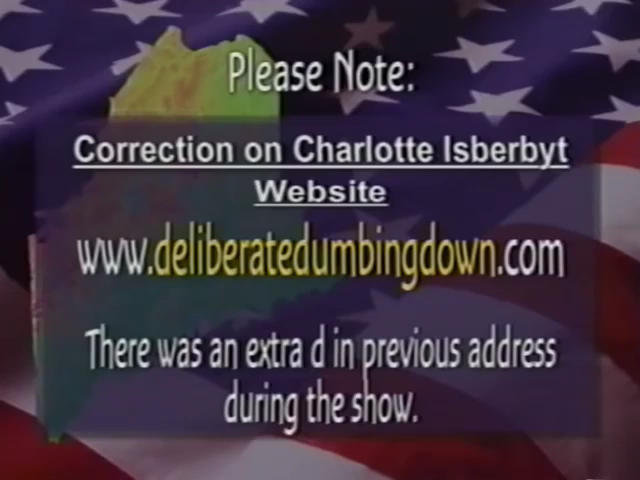 Please Note:
Correction on Charlotte Isberbyt
Website
www.deliberatedumbingdown.com
There was an extra d in previous address
during the show.